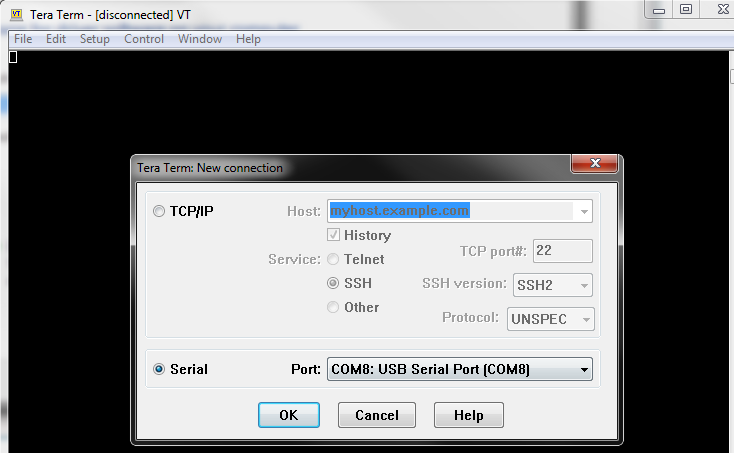 Tera Term - [disconnected] VT
File Edit Setup Control Window Help
Tera Term: New connection
TCP/IP Host: myhost.example.com
History
Service: Telnet TCP port#: 22
SSH SSH version: SSH2
Other Protocol: UNSPEC
Serial Port: COM8: USB Serial Port (COM8)
OK Cancel Help